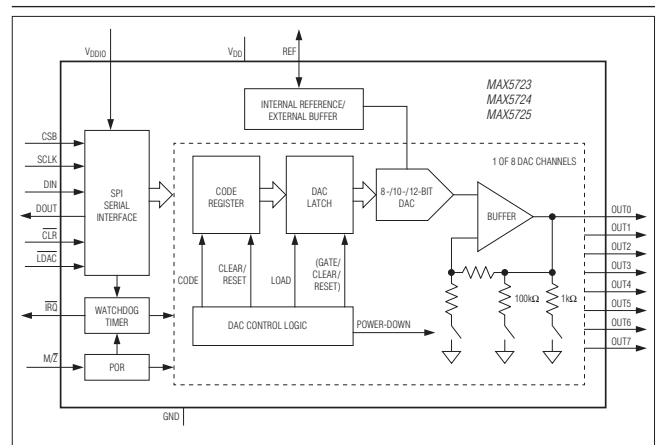 VDDIO
VDD
REF
MAX5723
MAX5724
MAX5725
INTERNAL REFERENCE/
EXTERNAL BUFFER
CSB
SCLK
DIN
DOUT
CLR
LDAC
SPI
SERIAL
INTERFACE
1 OF 8 DAC CHANNELS
CODE
REGISTER
DAC
LATCH
8-/10-/12-BIT
DAC
BUFFER
OUT0
OUT1
OUT2
OUT3
OUT4
OUT5
OUT6
OUT7
CODE
CLEAR/
RESET
LOAD
(GATE/
CLEAR/
RESET)
100kΩ
1kΩ
IRQ
WATCHDOG
TIMER
DAC CONTROL LOGIC
POWER-DOWN
M/Z
POR
GND